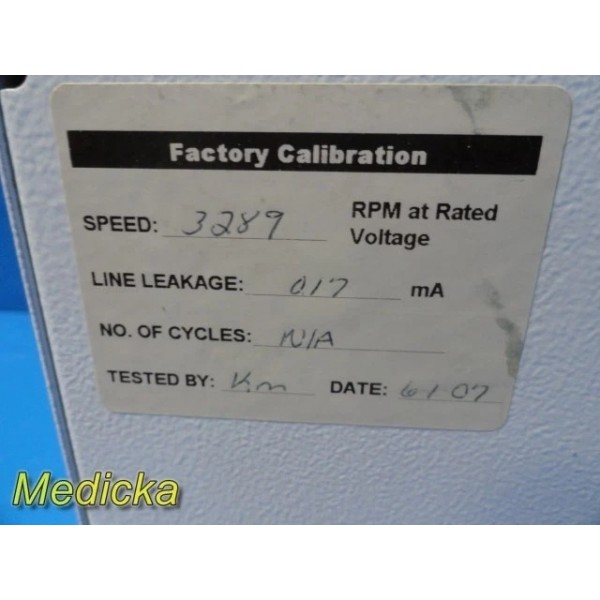 Factory Calibration
SPEED: 3289 RPM at Rated Voltage
LINE LEAKAGE: 017 mA
NO. OF CYCLES: N/A
TESTED BY: Km DATE: 6/07
Medicka